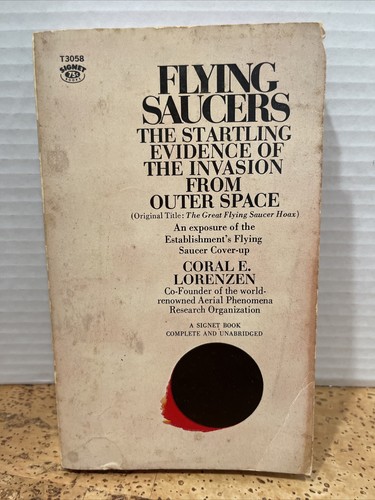 T3058
SIGNET
75¢
BOOKS
FLYING
SAUCERS
THE STARTLING
EVIDENCE OF
THE INVASION
FROM
OUTER SPACE
(Original Title: The Great Flying Saucer Hoax)
An exposure of the
Establishment's Flying
Saucer Cover-up
CORAL E.
LORENZEN
Co-Founder of the world-
renowned Aerial Phenomena
Research Organization
A SIGNET BOOK
COMPLETE AND UNABRIDGED